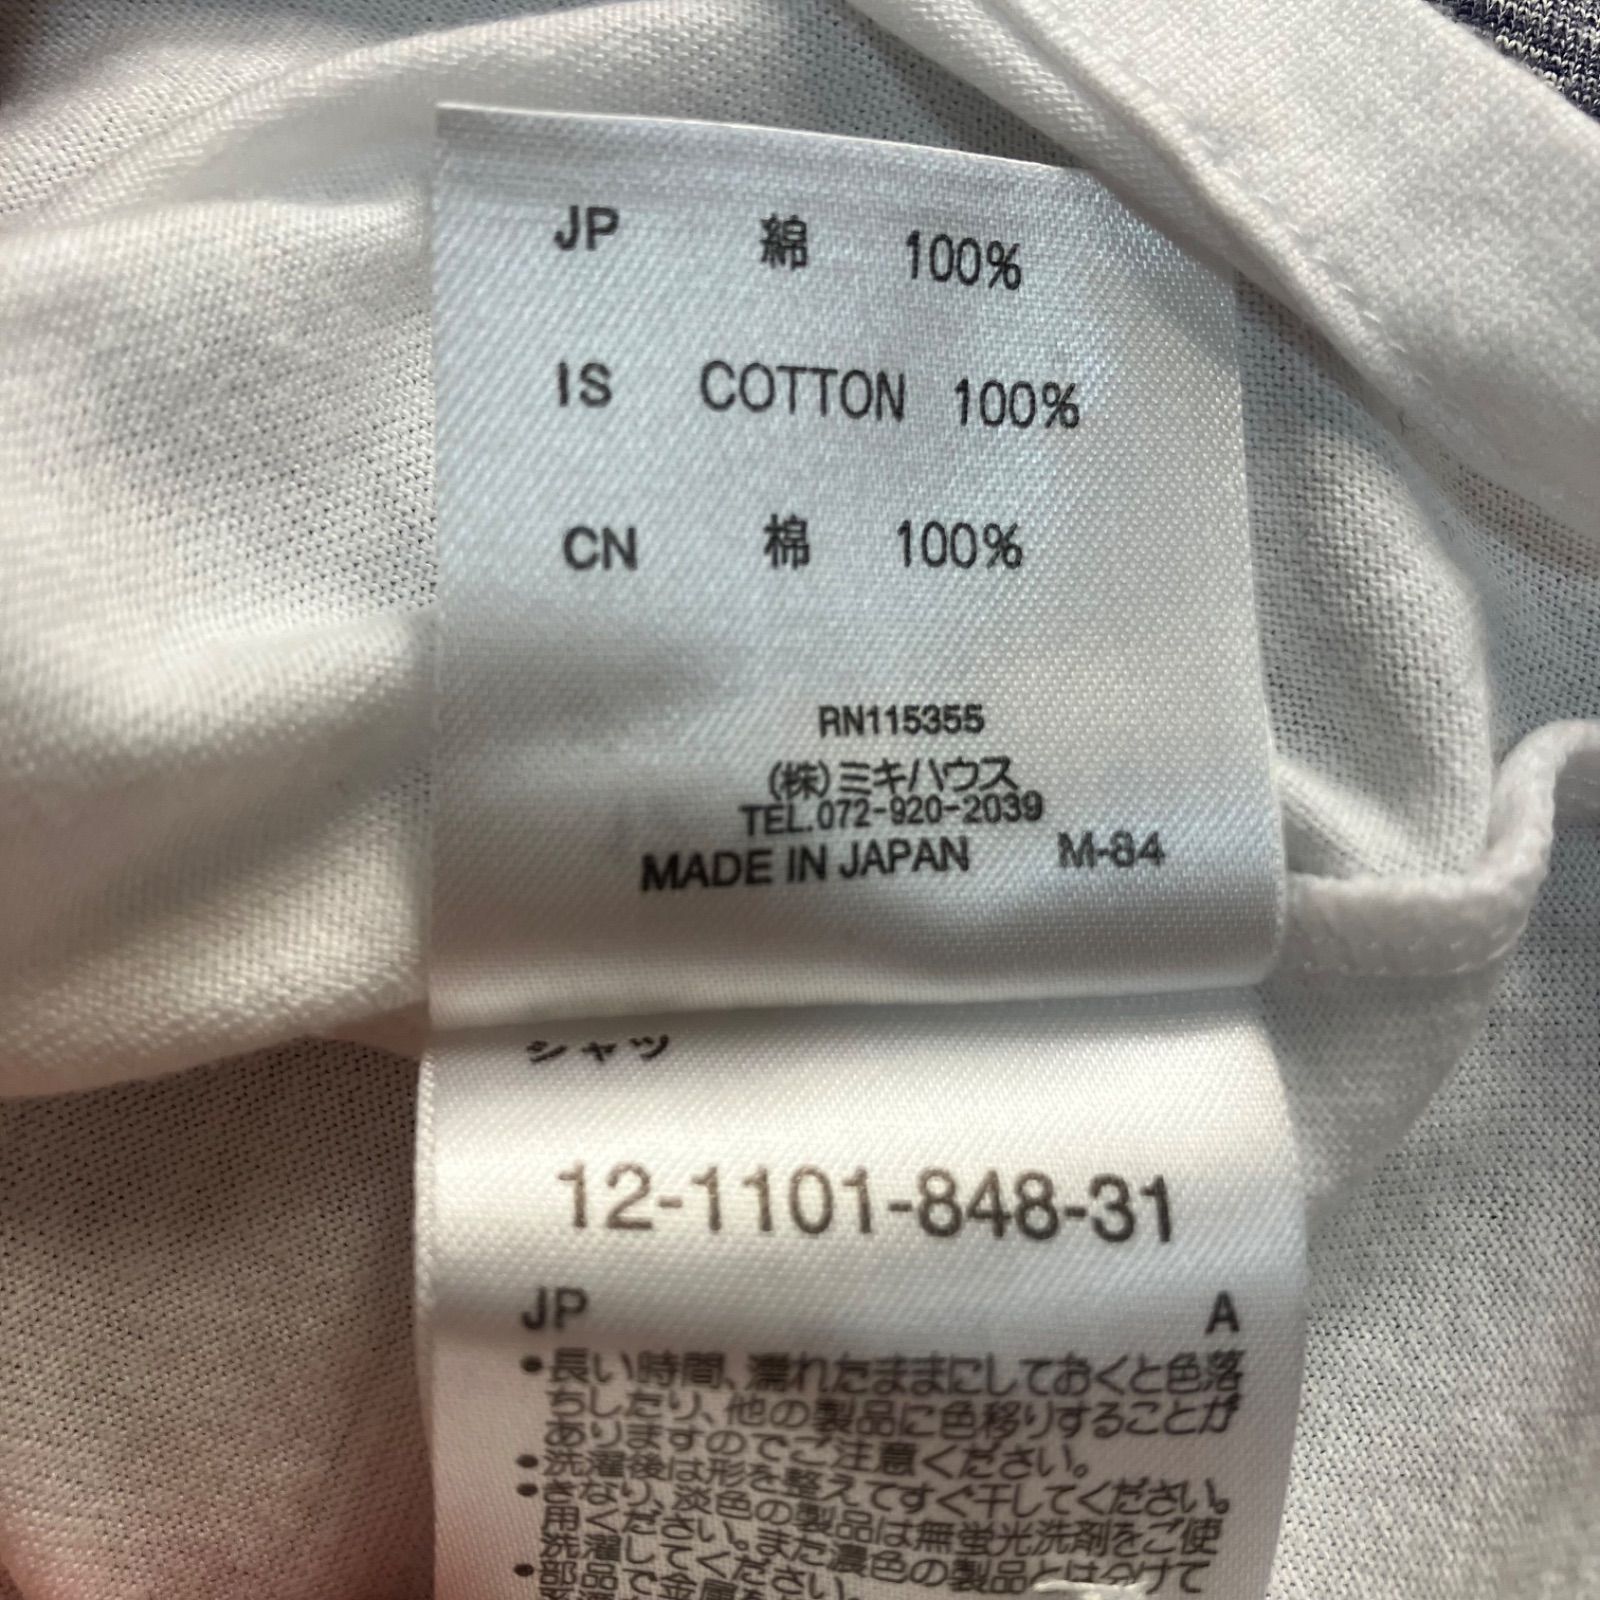 JP 綿 100%
IS COTTON 100%
CN 棉 100%
RN115355
(株)ミキハウス
TEL.072-920-2039
MADE IN JAPAN M-84
シャツ
12-1101-848-31
JP A
•長い時間、濡れたままにしておくと色落
ちしたり、他の製品に色移りすることが
ありますのでご注意ください。
•洗濯後は形を整えてすぐ干してください。
•きなり、淡色の製品は無蛍光洗剤をご使
用ください。また濃色の製品とは分けて
洗濯してください。
•部品で金属